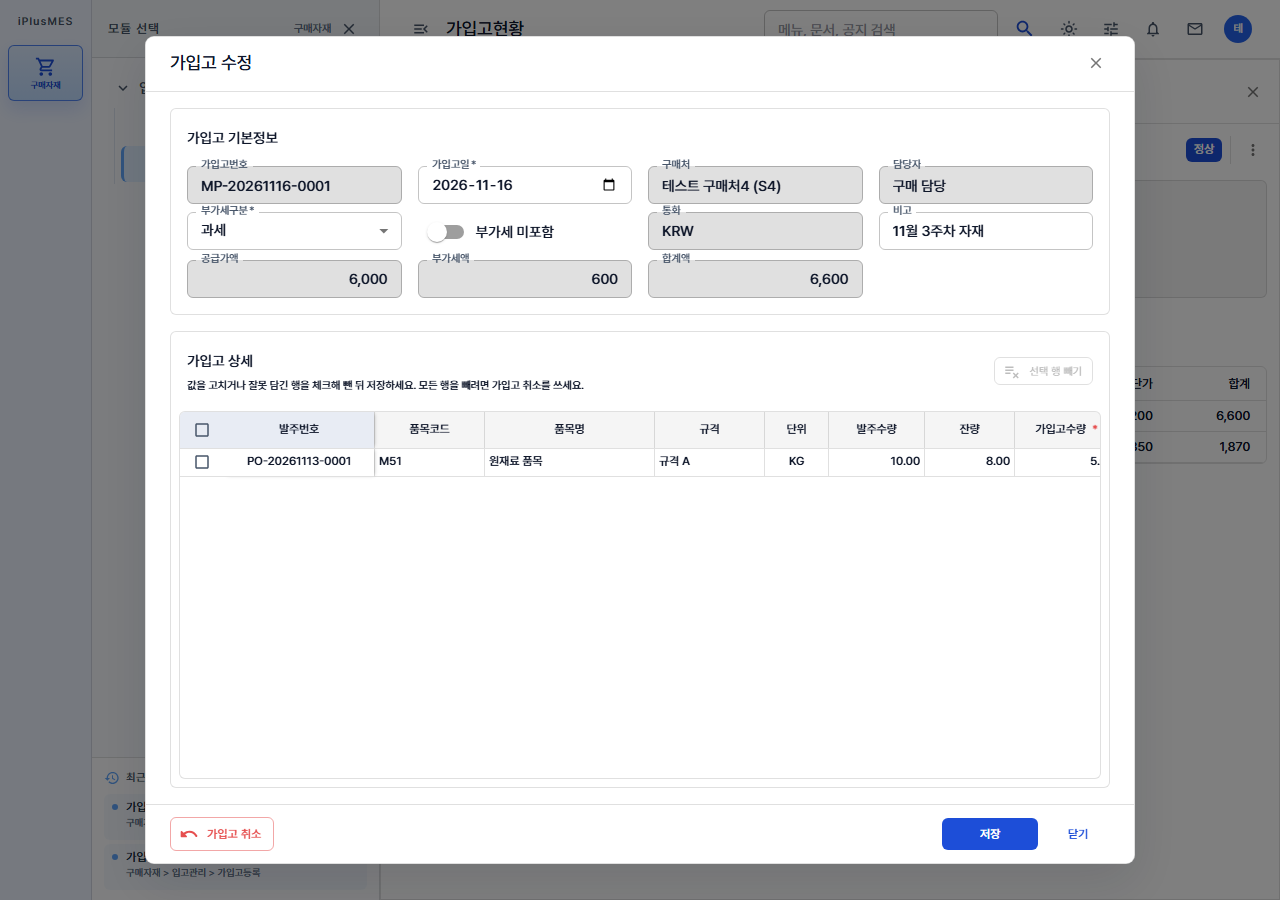 iPlusMES
모듈 선택
구매자재
가입고현황
메뉴, 문서, 공지 검색
테
구매자재
가입고 수정
정상
가입고 기본정보
가입고번호
MP-20261116-0001
가입고일 *
2026-11-16
구매처
테스트 구매처4 (S4)
담당자
구매 담당
부가세구분 *
과세
부가세 미포함
통화
KRW
비고
11월 3주차 자재
공급가액
6,000
부가세액
600
합계액
6,600
가입고 상세
값을 고치거나 잘못 담긴 행을 체크해 뺀 뒤 저장하세요. 모든 행을 빼려면 가입고 취소를 쓰세요.
선택 행 빼기
발주번호 품목코드 품목명 규격 단위 발주수량 잔량 가입고수량 *
PO-20261113-0001 M51 원재료 품목 규격 A KG 10.00 8.00 5.
단가 합계
200 6,600
350 1,870
최근
가입
구매
가입
구매자재 > 입고관리 > 가입고등록
가입고 취소
저장
닫기